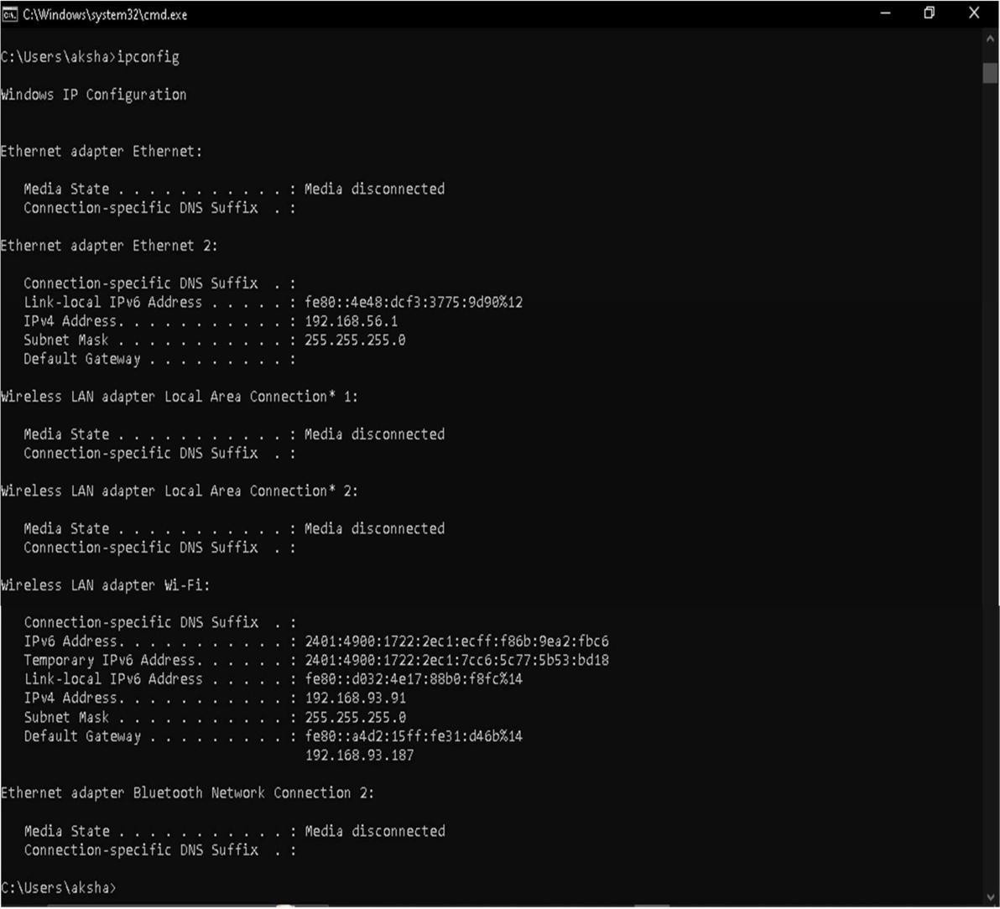 C:\Windows\system32\cmd.exe
C:\Users\aksha>ipconfig
Windows IP Configuration
Ethernet adapter Ethernet:
Media State . . . . . . . . . . . : Media disconnected
Connection-specific DNS Suffix  . :
Ethernet adapter Ethernet 2:
Connection-specific DNS Suffix  . :
Link-local IPv6 Address . . . . . : fe80::4e48:dcf3:3775:9d90%12
IPv4 Address. . . . . . . . . . . : 192.168.56.1
Subnet Mask . . . . . . . . . . . : 255.255.255.0
Default Gateway . . . . . . . . . :
Wireless LAN adapter Local Area Connection* 1:
Media State . . . . . . . . . . . : Media disconnected
Connection-specific DNS Suffix  . :
Wireless LAN adapter Local Area Connection* 2:
Media State . . . . . . . . . . . : Media disconnected
Connection-specific DNS Suffix  . :
Wireless LAN adapter Wi-Fi:
Connection-specific DNS Suffix  . :
IPv6 Address. . . . . . . . . . . : 2401:4900:1722:2ec1:ecff:f86b:9ea2:fbc6
Temporary IPv6 Address. . . . . . : 2401:4900:1722:2ec1:7cc6:5c77:5b53:bd18
Link-local IPv6 Address . . . . . : fe80::d032:4e17:88b0:f8fc%14
IPv4 Address. . . . . . . . . . . : 192.168.93.91
Subnet Mask . . . . . . . . . . . : 255.255.255.0
Default Gateway . . . . . . . . . : fe80::a4d2:15ff:fe31:d46b%14
192.168.93.187
Ethernet adapter Bluetooth Network Connection 2:
Media State . . . . . . . . . . . : Media disconnected
Connection-specific DNS Suffix  . :
C:\Users\aksha>